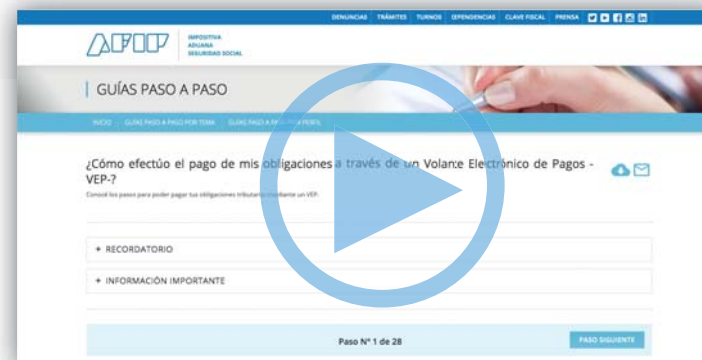 DENUNCIAS TRÁMITES TURNOS DEPENDENCIAS CLAVE FISCAL PRENSA
AFIP
IMPOSITIVA
ADUANA
SEGURIDAD SOCIAL
GUÍAS PASO A PASO
INICIO GUÍAS PASO A PASO POR TEMA GUÍAS PASO A PASO POR PERFIL
¿Cómo efectúo el pago de mis obligaciones a través de un Volante Electrónico de Pagos -
VEP-?
Conocé los pasos para poder pagar tus obligaciones tributarias mediante un VEP.
+ RECORDATORIO
+ INFORMACIÓN IMPORTANTE
Paso N° 1 de 28
PASO SIGUIENTE